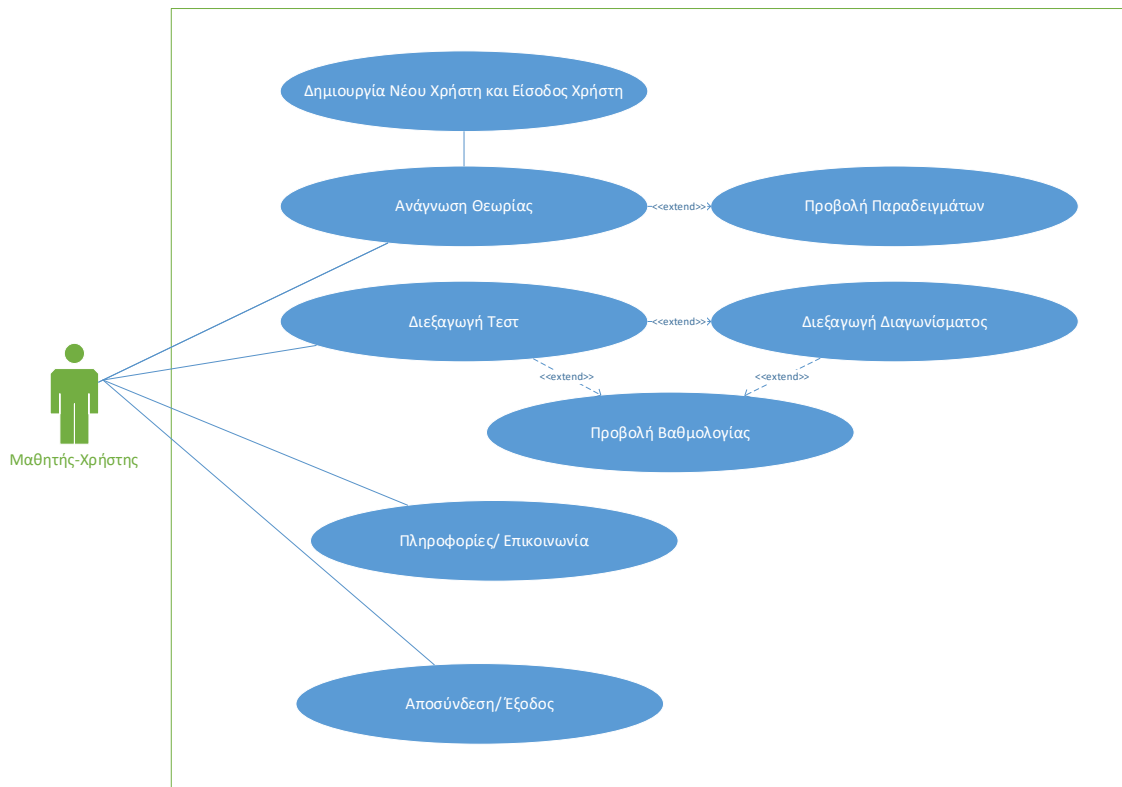 Δημιουργία Νέου Χρήστη και Είσοδος Χρήστη
Ανάγνωση Θεωρίας
<<extend>>
Προβολή Παραδειγμάτων
Διεξαγωγή Τεστ
<<extend>>
Διεξαγωγή Διαγωνίσματος
<<extend>>
<<extend>>
Προβολή Βαθμολογίας
Μαθητής-Χρήστης
Πληροφορίες/ Επικοινωνία
Αποσύνδεση/ Έξοδος